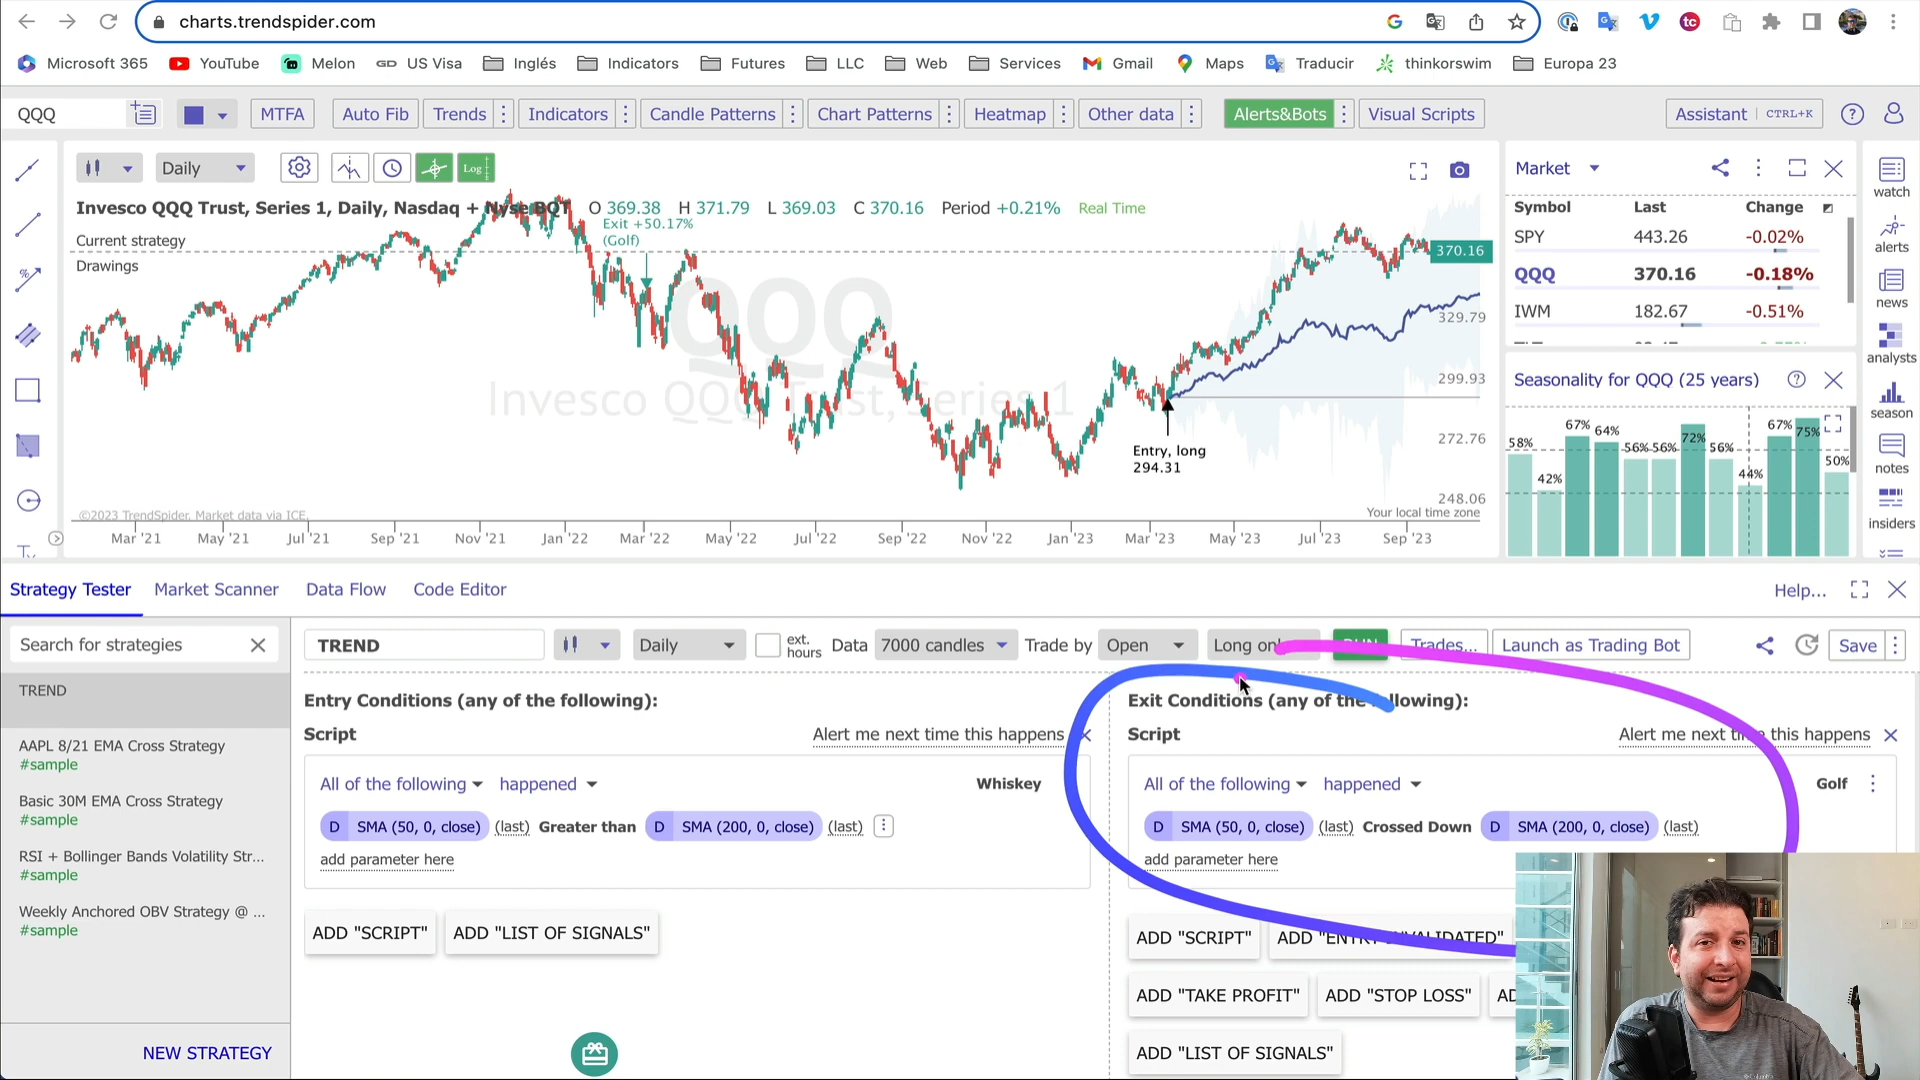 charts.trendspider.com
Microsoft 365 YouTube Melon US Visa Inglés Indicators Futures LLC Web Services Gmail Maps Traducir thinkorswim Europa 23
QQQ MTFA Auto Fib Trends Indicators Candle Patterns Chart Patterns Heatmap Other data Alerts&Bots Visual Scripts Assistant CTRL+K
Daily Log
Invesco QQQ Trust, Series 1, Daily, Nasdaq + Nyse BQT O 369.38 H 371.79 L 369.03 C 370.16 Period +0.21% Real Time
Exit +50.17%
(Golf)
Current strategy
Drawings
370.16
329.79
299.93
272.76
248.06
QQQ
Invesco QQQ Trust, Series 1
Entry, long
294.31
©2023 TrendSpider. Market data via ICE.
Your local time zone
Mar '21 May '21 Jul '21 Sep '21 Nov '21 Jan '22 Mar '22 May '22 Jul '22 Sep '22 Nov '22 Jan '23 Mar '23 May '23 Jul '23 Sep '23
Market
Symbol Last Change
SPY 443.26 -0.02%
QQQ 370.16 -0.18%
IWM 182.67 -0.51%
Seasonality for QQQ (25 years)
58% 42% 67% 64% 56% 56% 72% 56% 44% 67% 75% 50%
watch
alerts
news
analysts
season
notes
insiders
Strategy Tester Market Scanner Data Flow Code Editor Help...
Search for strategies
TREND
AAPL 8/21 EMA Cross Strategy
#sample
Basic 30M EMA Cross Strategy
#sample
RSI + Bollinger Bands Volatility Str...
#sample
Weekly Anchored OBV Strategy @ ...
#sample
NEW STRATEGY
TREND Daily ext. hours Data 7000 candles Trade by Open Long only RUN Trades... Launch as Trading Bot Save
Entry Conditions (any of the following):
Script Alert me next time this happens
All of the following happened Whiskey
D SMA (50, 0, close) (last) Greater than D SMA (200, 0, close) (last)
add parameter here
ADD "SCRIPT" ADD "LIST OF SIGNALS"
Exit Conditions (any of the following):
Script Alert me next time this happens
All of the following happened Golf
D SMA (50, 0, close) (last) Crossed Down D SMA (200, 0, close) (last)
add parameter here
ADD "SCRIPT" ADD "ENTRY INVALIDATED"
ADD "TAKE PROFIT" ADD "STOP LOSS" AD
ADD "LIST OF SIGNALS"